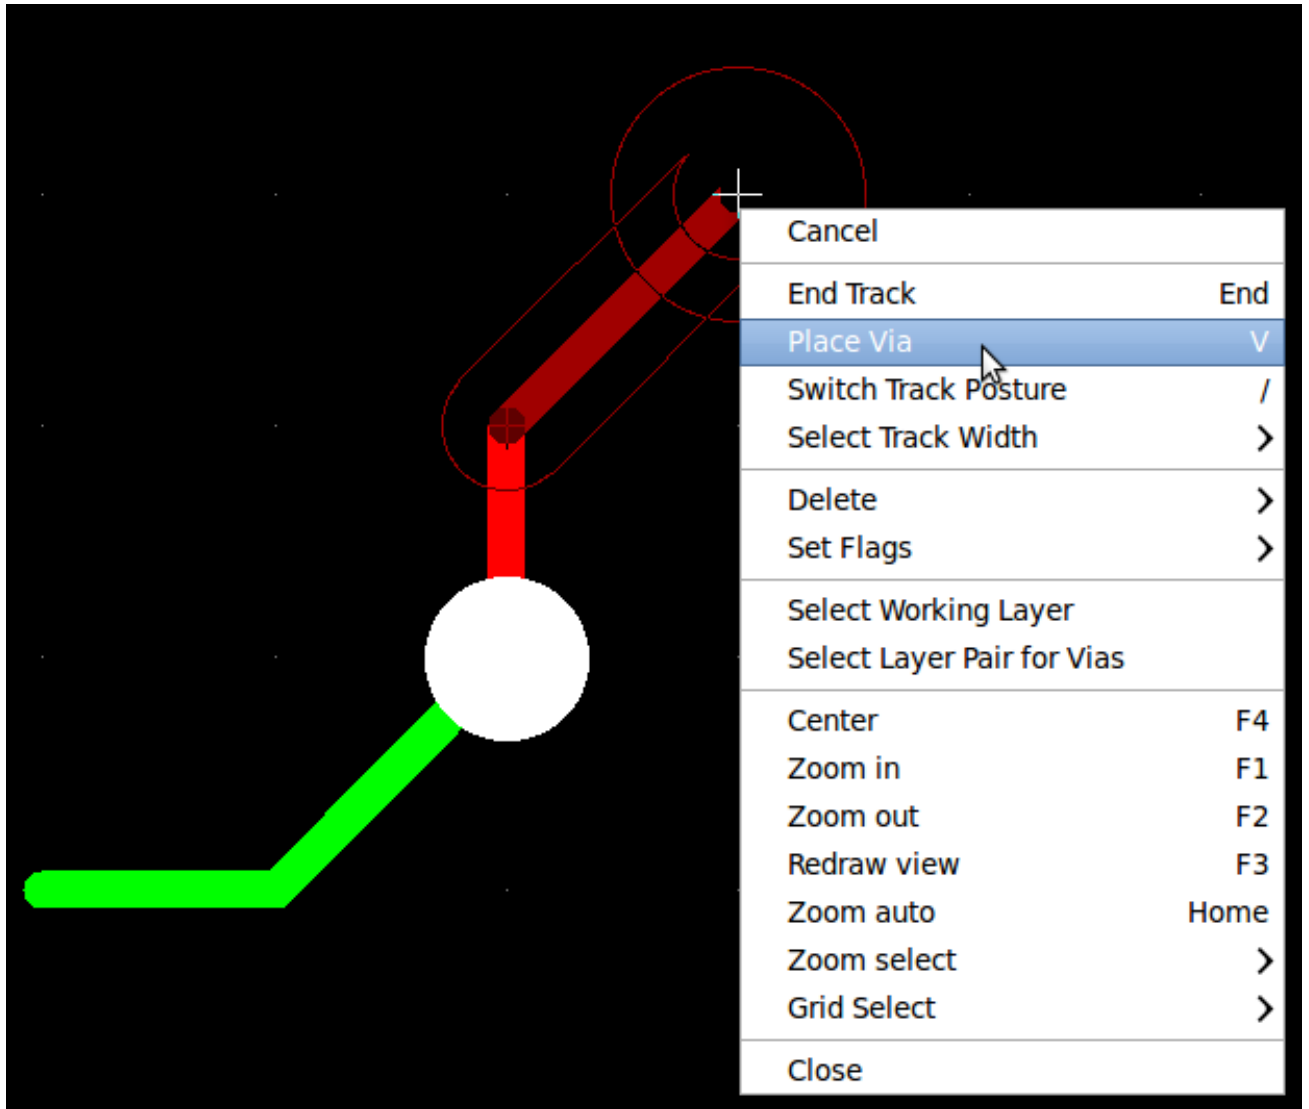 Cancel
End Track End
Place Via V
Switch Track Posture /
Select Track Width
Delete
Set Flags
Select Working Layer
Select Layer Pair for Vias
Center F4
Zoom in F1
Zoom out F2
Redraw view F3
Zoom auto Home
Zoom select
Grid Select
Close